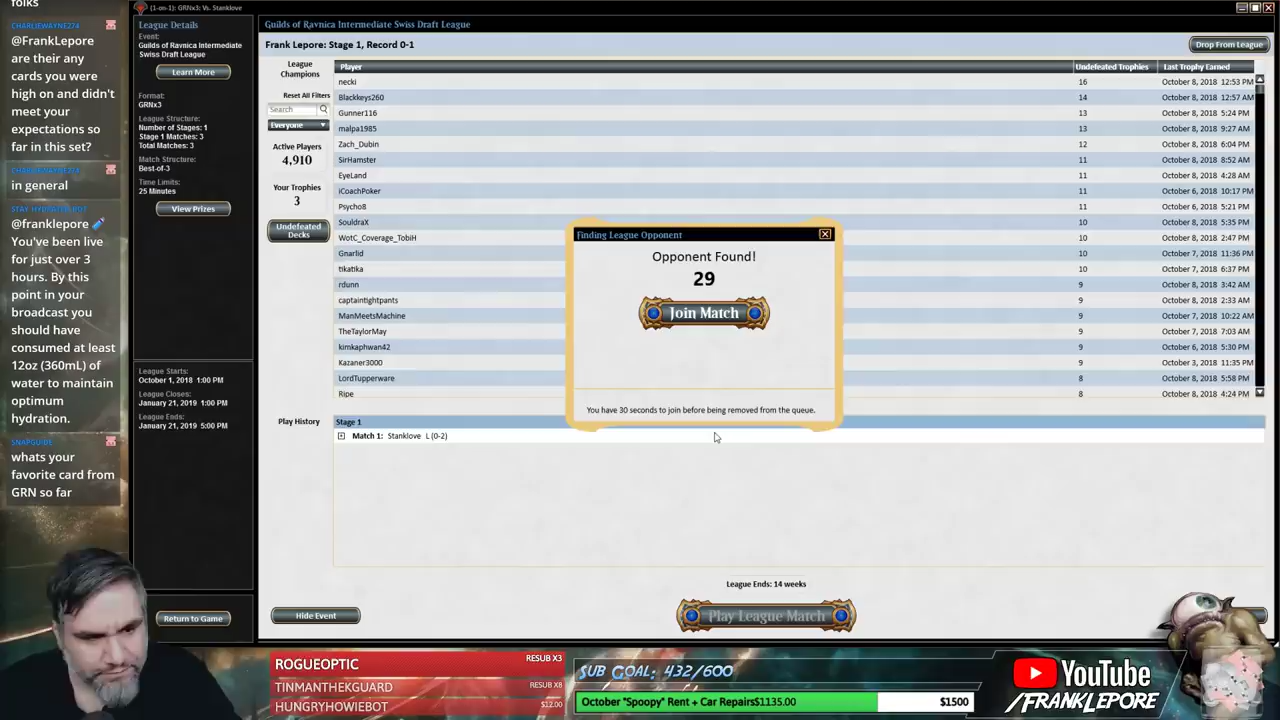 folks
CHARLIEWAYNE274
@FrankLepore
are their any
cards you were
high on and didn't
meet your
expectations so
far in this set?
CHARLIEWAYNE274
in general
STAY HYDRATED BOT
@franklepore
You've been live
for just over 3
hours. By this
point in your
broadcast you
should have
consumed at least
12oz (360mL) of
water to maintain
optimum
hydration.
SNAPGUIDE
whats your
favorite card from
GRN so far
(1-on-1): GRNx3: Vs. Stanklove
League Details
Event:
Guilds of Ravnica Intermediate
Swiss Draft League
Learn More
Format:
GRNx3
League Structure:
Number of Stages: 1
Stage 1 Matches: 3
Total Matches: 3
Match Structure:
Best-of-3
Time Limits:
25 Minutes
View Prizes
League Starts:
October 1, 2018 1:00 PM
League Closes:
January 21, 2019 1:00 PM
League Ends:
January 21, 2019 5:00 PM
Return to Game
Guilds of Ravnica Intermediate Swiss Draft League
Frank Lepore: Stage 1, Record 0-1
Drop From League
League
Champions
Reset All Filters
Search
Everyone
Active Players
4,910
Your Trophies
3
Undefeated
Decks
Player Undefeated Trophies Last Trophy Earned
necki 16 October 8, 2018 12:53 PM
Blackkeys260 14 October 8, 2018 12:57 AM
Gunner116 13 October 8, 2018 5:24 PM
malpa1985 13 October 8, 2018 9:27 AM
Zach_Dubin 12 October 8, 2018 6:04 PM
SirHamster 11 October 8, 2018 8:52 AM
EyeLand 11 October 8, 2018 4:28 AM
iCoachPoker 11 October 6, 2018 10:17 PM
Psycho8 11 October 6, 2018 5:21 PM
SouldraX 10 October 8, 2018 5:35 PM
WotC_Coverage_TobiH 10 October 8, 2018 2:47 PM
Gnarlid 10 October 7, 2018 11:36 PM
tikatika 10 October 7, 2018 6:37 PM
rdunn 9 October 8, 2018 3:42 AM
captaintightpants 9 October 8, 2018 2:33 AM
ManMeetsMachine 9 October 7, 2018 10:22 AM
TheTaylorMay 9 October 7, 2018 7:03 AM
kimkaphwan42 9 October 6, 2018 5:30 PM
Kazaner3000 9 October 3, 2018 11:35 PM
LordTupperware 8 October 8, 2018 5:58 PM
Ripe 8 October 8, 2018 4:24 PM
Finding League Opponent
Opponent Found!
29
Join Match
You have 30 seconds to join before being removed from the queue.
Play History
Stage 1
Match 1: Stanklove L (0-2)
League Ends: 14 weeks
Hide Event
Play League Match
ROGUEOPTIC RESUB X3
TINMANTHEKGUARD RESUB X8
HUNGRYHOWIEBOT $12.00
SUB GOAL: 432/600
October "Spoopy" Rent + Car Repairs $1135.00 $1500
YouTube
/FRANKLEPORE